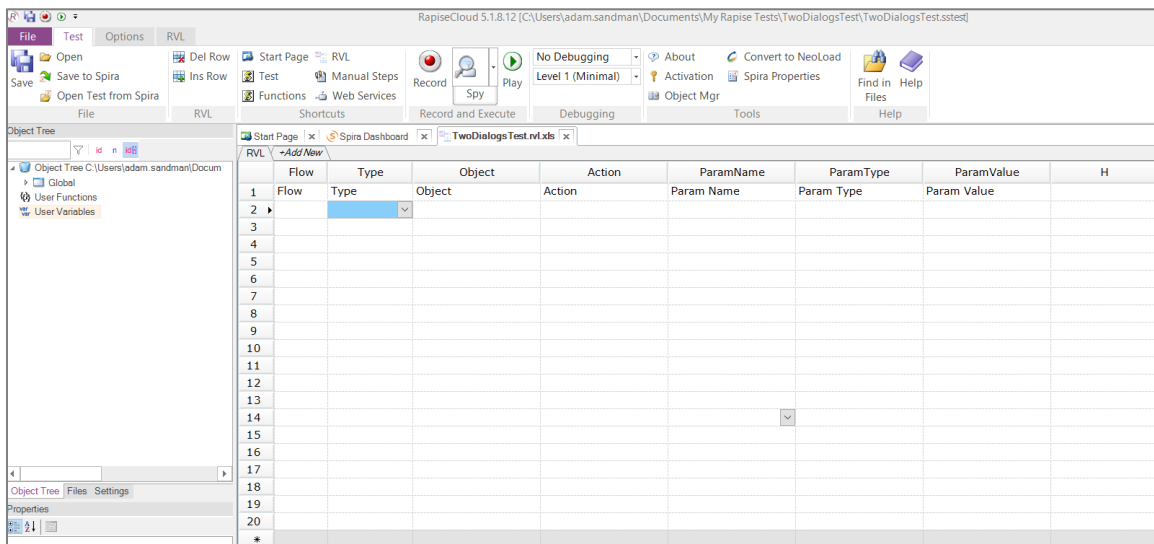 RapiseCloud 5.1.8.12 [C:\Users\adam.sandman\Documents\My Rapise Tests\TwoDialogsTest\TwoDialogsTest.sstest]
File Test Options RVL
Save
Open
Save to Spira
Open Test from Spira
File
Del Row
Ins Row
RVL
Start Page RVL
Test Manual Steps
Functions Web Services
Shortcuts
Record Spy Play
Record and Execute
No Debugging
Level 1 (Minimal)
Debugging
About Convert to NeoLoad
Activation Spira Properties
Object Mgr
Tools
Find in Files Help
Help
Object Tree
id n id
Object Tree C:\Users\adam.sandman\Docum
Global
User Functions
var var User Variables
Object Tree Files Settings
Properties
Start Page x Spira Dashboard x TwoDialogsTest.rvl.xls x
RVL +Add New
Flow Type Object Action ParamName ParamType ParamValue H
1 Flow Type Object Action Param Name Param Type Param Value
2
3
4
5
6
7
8
9
10
11
12
13
14
15
16
17
18
19
20
*